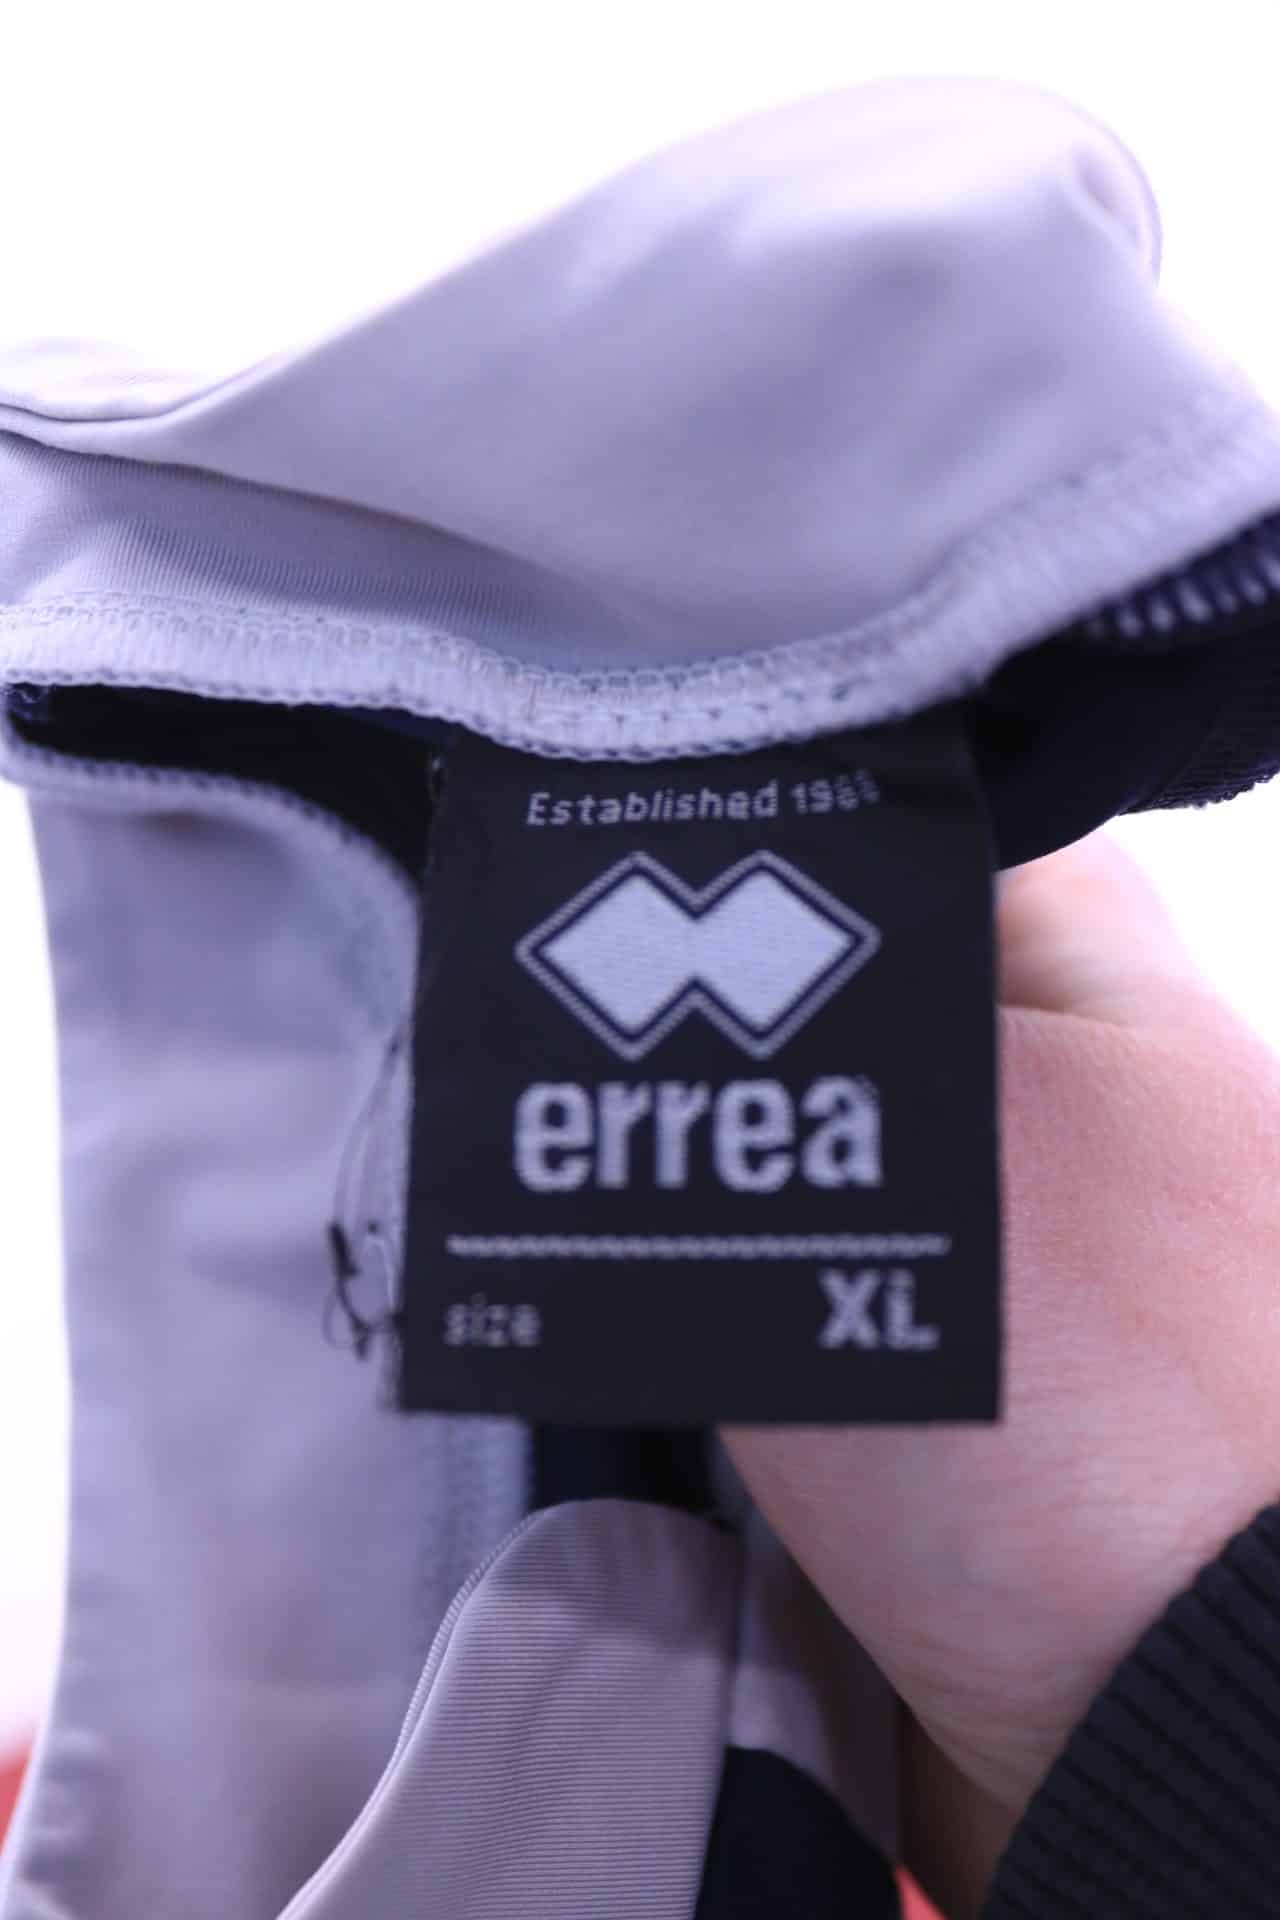 Established
errea
size XL